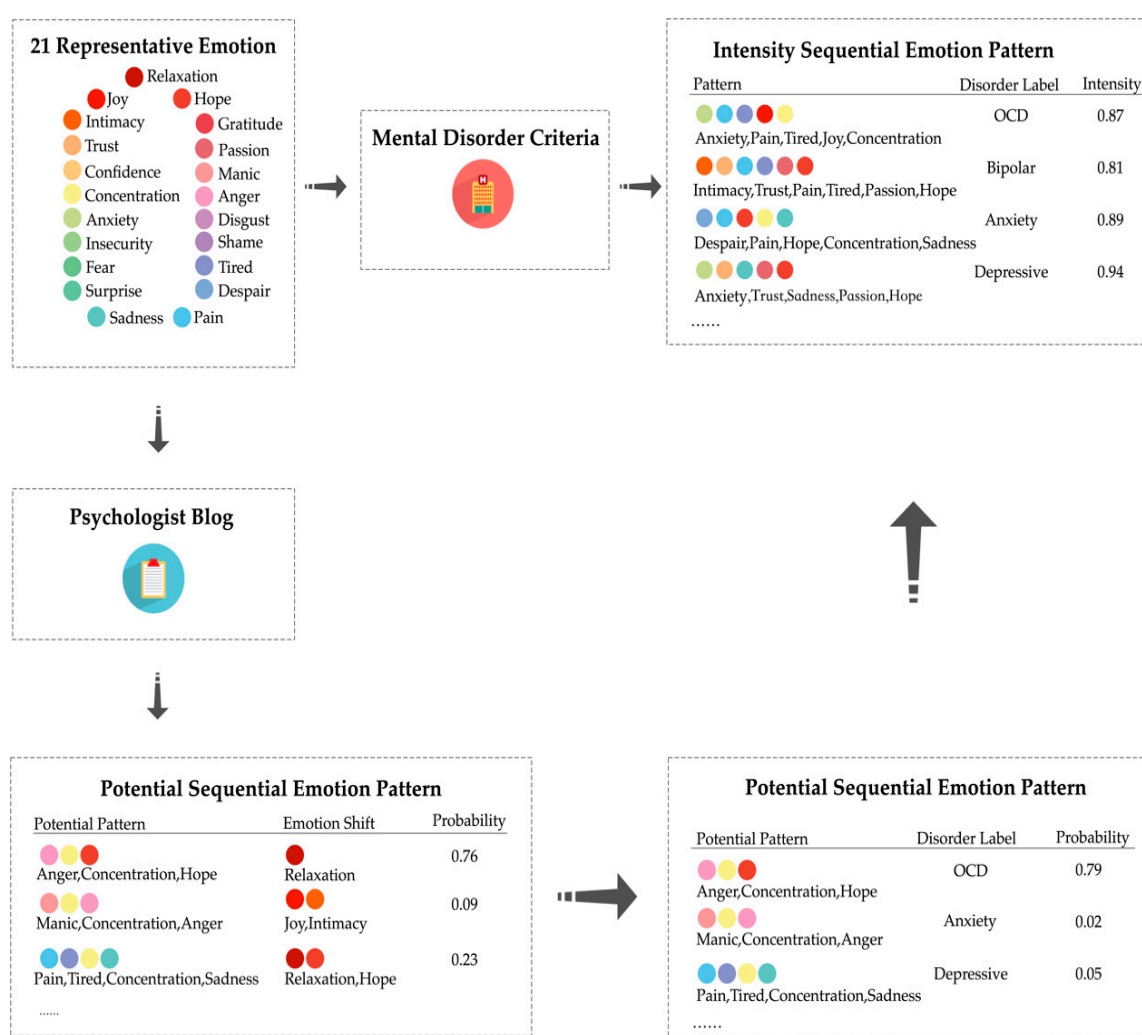 21 Representative Emotion
Relaxation
Joy
Hope
Intimacy
Gratitude
Trust
Passion
Confidence
Manic
Concentration
Anger
Anxiety
Disgust
Insecurity
Shame
Fear
Tired
Surprise
Despair
Sadness
Pain
Mental Disorder Criteria
H
Intensity Sequential Emotion Pattern
Pattern Disorder Label Intensity
OCD 0.87
Anxiety,Pain,Tired,Joy,Concentration
Bipolar 0.81
Intimacy,Trust,Pain,Tired,Passion,Hope
Anxiety 0.89
Despair,Pain,Hope,Concentration,Sadness
Depressive 0.94
Anxiety,Trust,Sadness,Passion,Hope
......
Psychologist Blog
Potential Sequential Emotion Pattern
Potential Pattern Emotion Shift Probability
0.76
Anger,Concentration,Hope Relaxation
0.09
Manic,Concentration,Anger Joy,Intimacy
0.23
Pain,Tired,Concentration,Sadness Relaxation,Hope
......
Potential Sequential Emotion Pattern
Potential Pattern Disorder Label Probability
OCD 0.79
Anger,Concentration,Hope
Anxiety 0.02
Manic,Concentration,Anger
Depressive 0.05
Pain,Tired,Concentration,Sadness
......